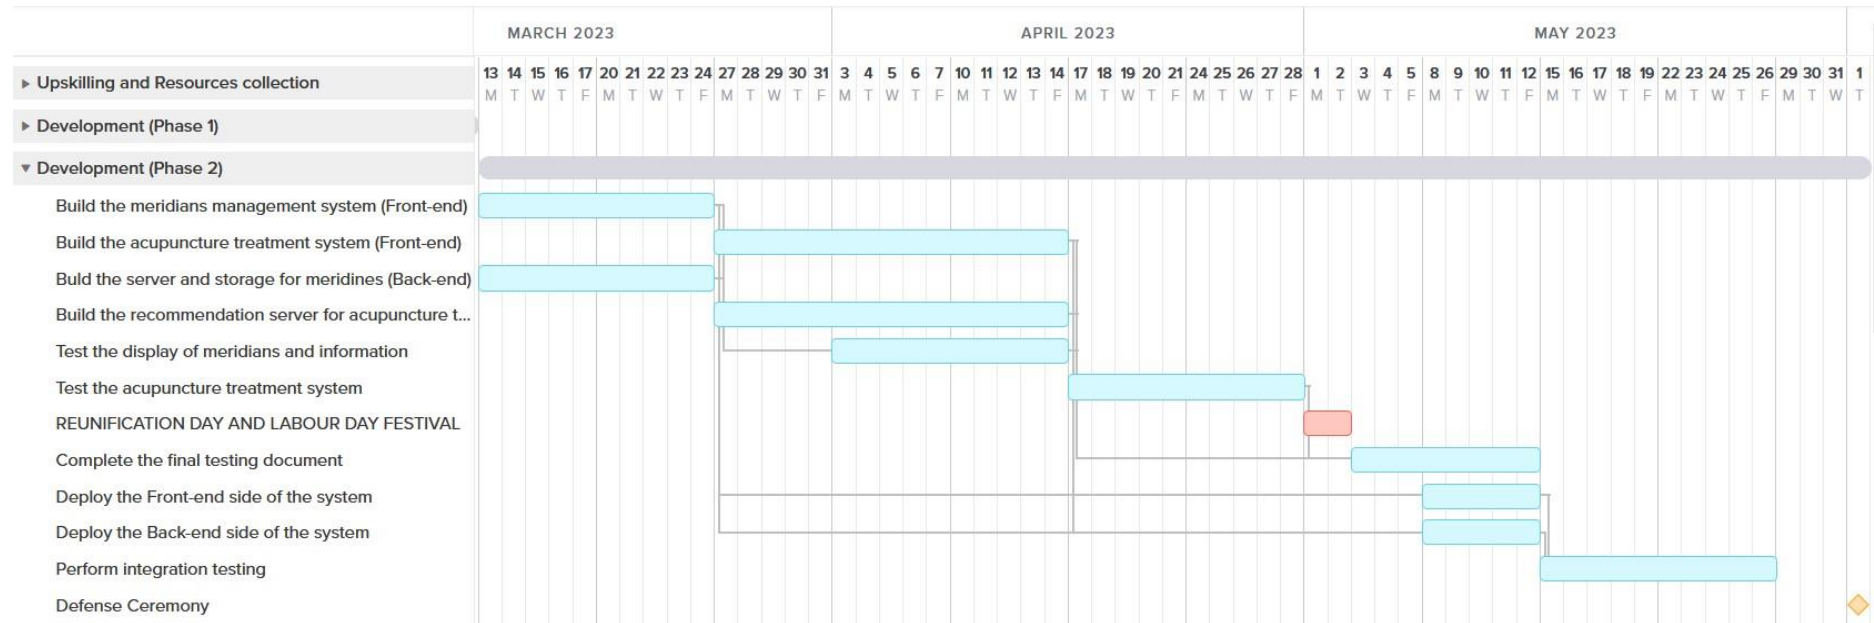 MARCH 2023 APRIL 2023 MAY 2023
13 14 15 16 17 20 21 22 23 24 27 28 29 30 31 3 4 5 6 7 10 11 12 13 14 17 18 19 20 21 24 25 26 27 28 1 2 3 4 5 8 9 10 11 12 15 16 17 18 19 22 23 24 25 26 29 30 31 1
M T W T F M T W T F M T W T F M T W T F M T W T F M T W T F M T W T F M T W T F M T W T F M T W T F M T W T F M T W T
Upskilling and Resources collection
Development (Phase 1)
Development (Phase 2)
Build the meridians management system (Front-end)
Build the acupuncture treatment system (Front-end)
Buld the server and storage for meridines (Back-end)
Build the recommendation server for acupuncture t...
Test the display of meridians and information
Test the acupuncture treatment system
REUNIFICATION DAY AND LABOUR DAY FESTIVAL
Complete the final testing document
Deploy the Front-end side of the system
Deploy the Back-end side of the system
Perform integration testing
Defense Ceremony